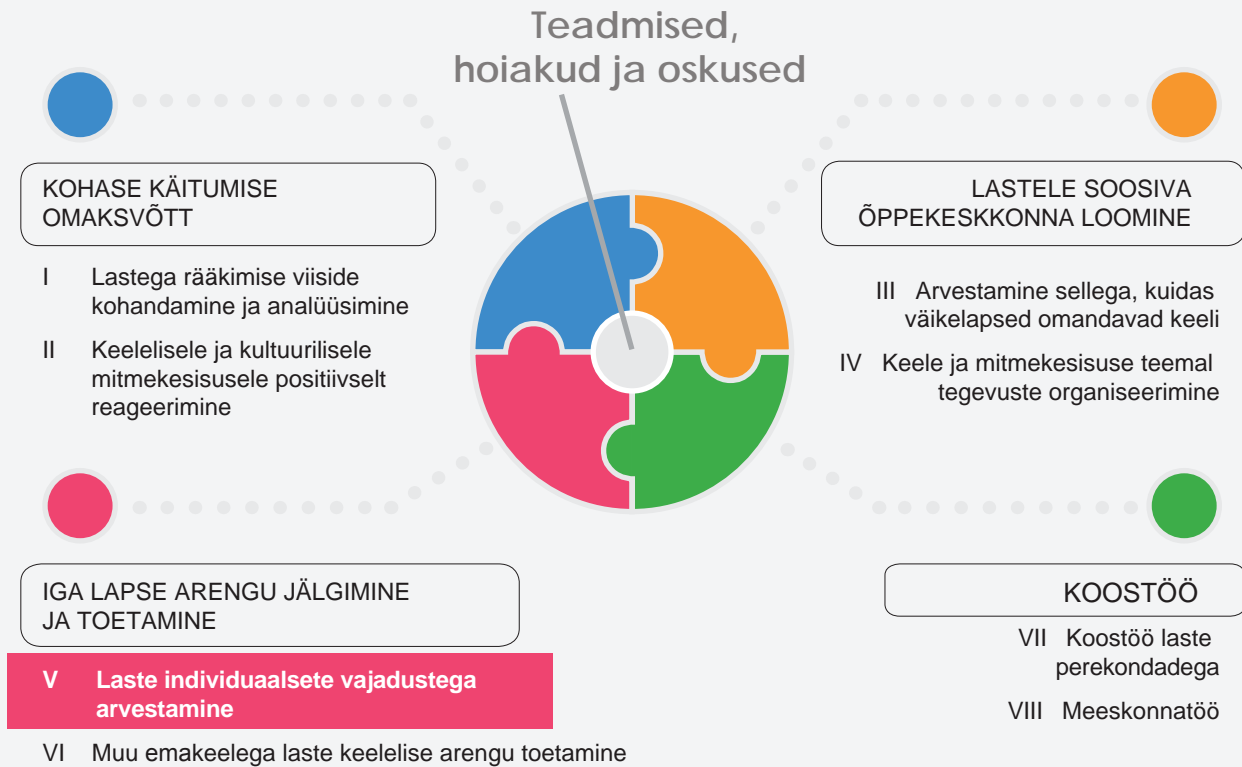 Teadmised,
hoiakud ja oskused
KOHASE KÄITUMISE
OMAKSVÕTT
I Lastega rääkimise viiside
kohandamine ja analüüsimine
II Keelelisele ja kultuurilisele
mitmekesisusele positiivselt
reageerimine
LASTELE SOOSIVA
ÕPPEKESKKONNA LOOMINE
III Arvestamine sellega, kuidas
väikelapsed omandavad keeli
IV Keele ja mitmekesisuse teemal
tegevuste organiseerimine
IGA LAPSE ARENGU JÄLGIMINE
JA TOETAMINE
V Laste individuaalsete vajadustega
arvestamine
VI Muu emakeelega laste keelelise arengu toetamine
KOOSTÖÖ
VII Koostöö laste
perekondadega
VIII Meeskonnatöö